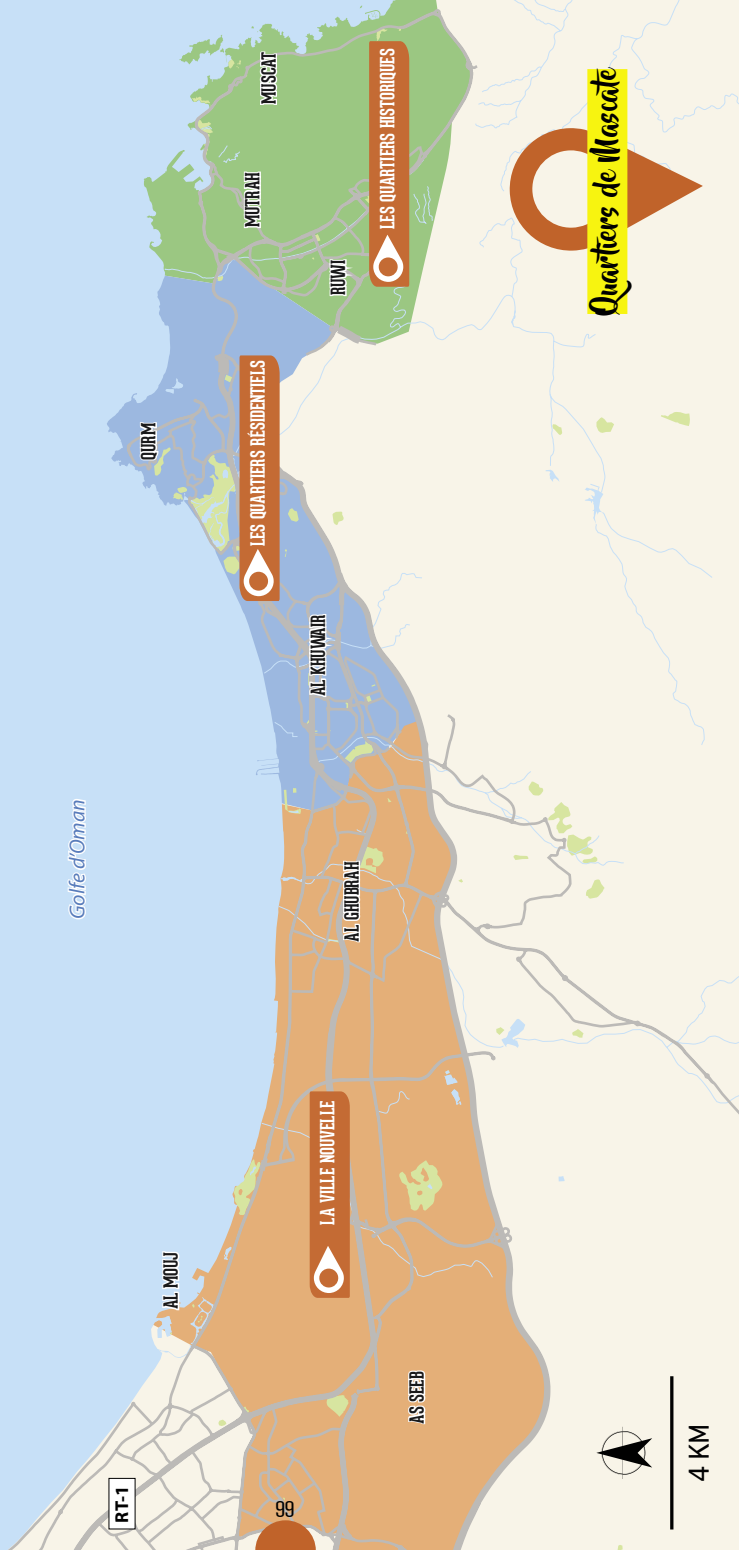 Quartiers de Mascate
MUSCAT
MUTRAH
RUWI
LES QUARTIERS HISTORIQUES
QURM
LES QUARTIERS RÉSIDENTIELS
AL KHUWAIR
Golfe d'Oman
AL GHUBRAH
LA VILLE NOUVELLE
AL MOUJ
AS SEEB
RT-1
4 KM
99